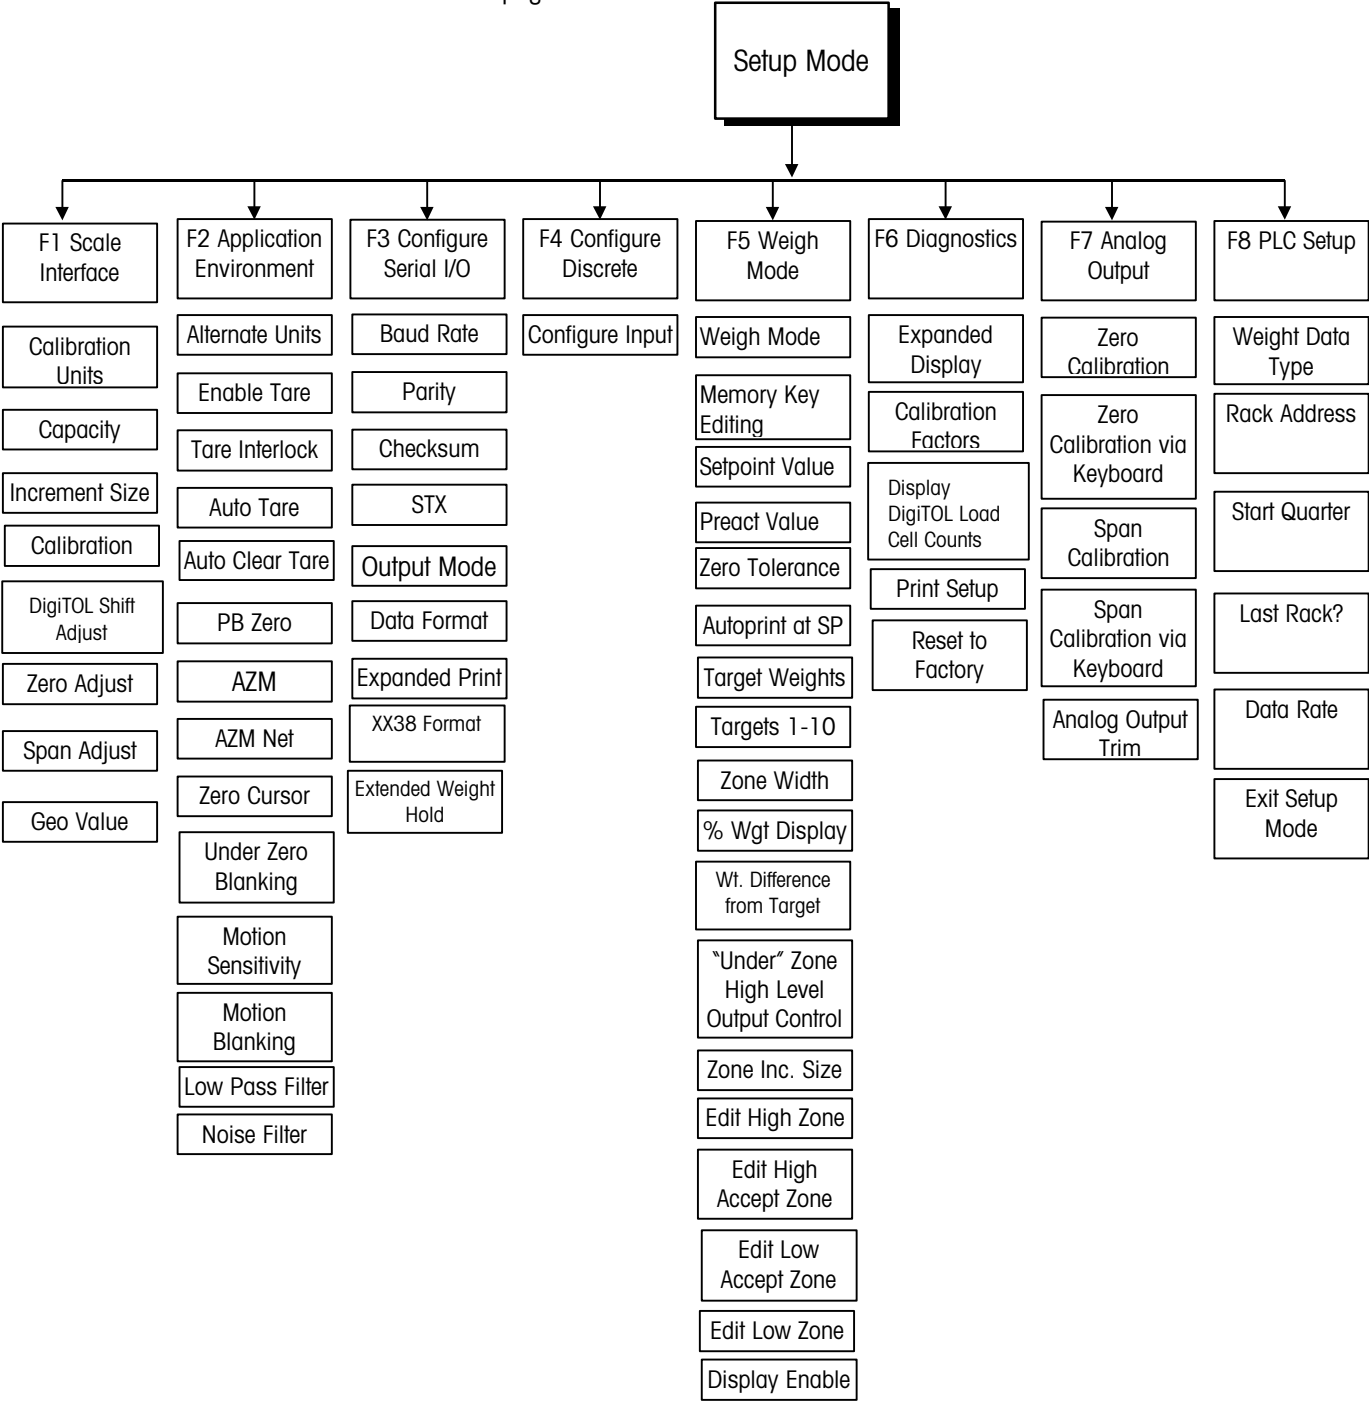 Setup Mode
F1 Scale
Interface
Calibration
Units
Capacity
Increment Size
Calibration
DigiTOL Shift
Adjust
Zero Adjust
Span Adjust
Geo Value
F2 Application
Environment
Alternate Units
Enable Tare
Tare Interlock
Auto Tare
Auto Clear Tare
PB Zero
AZM
AZM Net
Zero Cursor
Under Zero
Blanking
Motion
Sensitivity
Motion
Blanking
Low Pass Filter
Noise Filter
F3 Configure
Serial I/O
Baud Rate
Parity
Checksum
STX
Output Mode
Data Format
Expanded Print
XX38 Format
Extended Weight
Hold
F4 Configure
Discrete
Configure Input
F5 Weigh
Mode
Weigh Mode
Memory Key
Editing
Setpoint Value
Preact Value
Zero Tolerance
Autoprint at SP
Target Weights
Targets 1-10
Zone Width
% Wgt Display
Wt. Difference
from Target
“Under” Zone
High Level
Output Control
Zone Inc. Size
Edit High Zone
Edit High
Accept Zone
Edit Low
Accept Zone
Edit Low Zone
Display Enable
F6 Diagnostics
Expanded
Display
Calibration
Factors
Display
DigiTOL Load
Cell Counts
Print Setup
Reset to
Factory
F7 Analog
Output
Zero
Calibration
Zero
Calibration via
Keyboard
Span
Calibration
Span
Calibration via
Keyboard
Analog Output
Trim
F8 PLC Setup
Weight Data
Type
Rack Address
Start Quarter
Last Rack?
Data Rate
Exit Setup
Mode